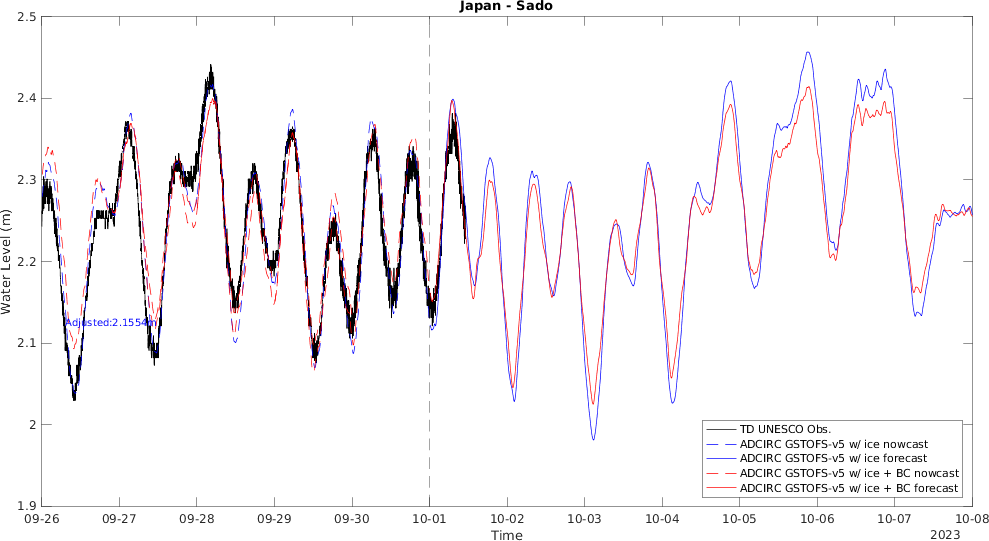 Japan - Sado
2.5
2.4
2.3
2.2
2.1
2
1.9
Water Level (m)
Adjusted:2.1554m
TD UNESCO Obs.
ADCIRC GSTOFS-v5 w/ ice nowcast
ADCIRC GSTOFS-v5 w/ ice forecast
ADCIRC GSTOFS-v5 w/ ice + BC nowcast
ADCIRC GSTOFS-v5 w/ ice + BC forecast
09-26 09-27 09-28 09-29 09-30 10-01 10-02 10-03 10-04 10-05 10-06 10-07 10-08
Time
2023